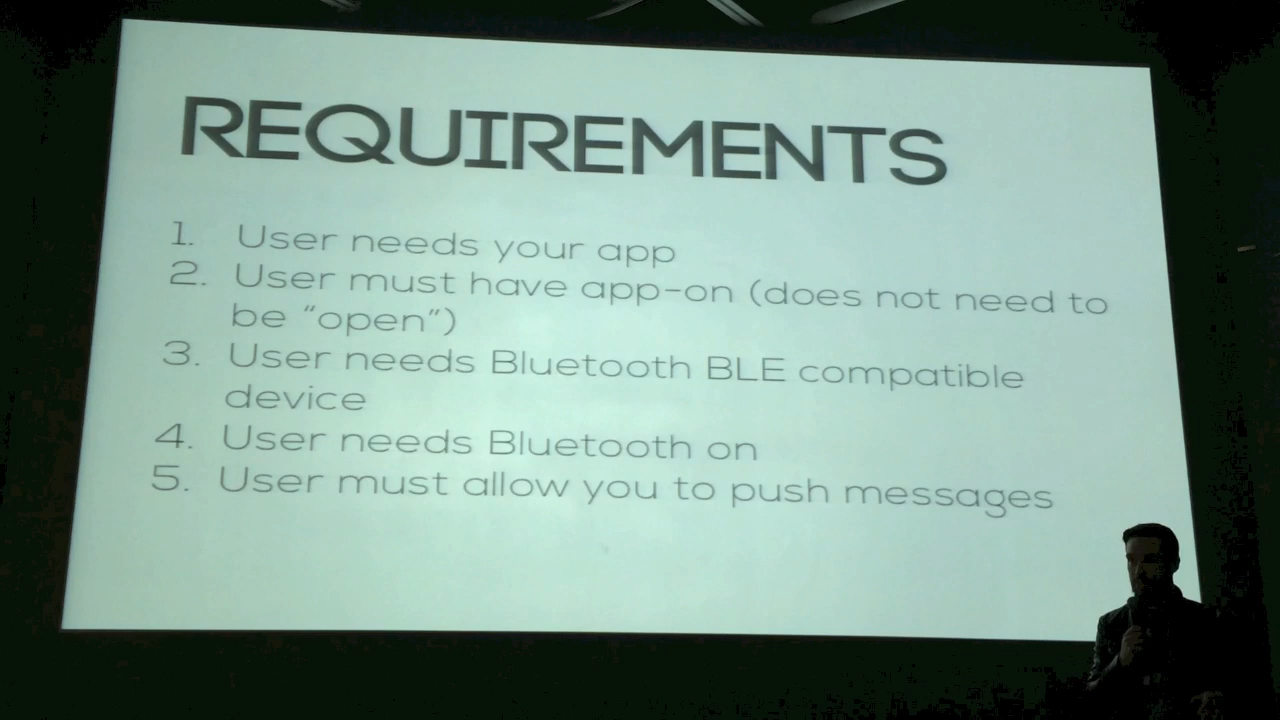 REQUIREMENTS
1. User needs your app
2. User must have app-on (does not need to
be “open”)
3. User needs Bluetooth BLE compatible
device
4. User needs Bluetooth on
5. User must allow you to push messages